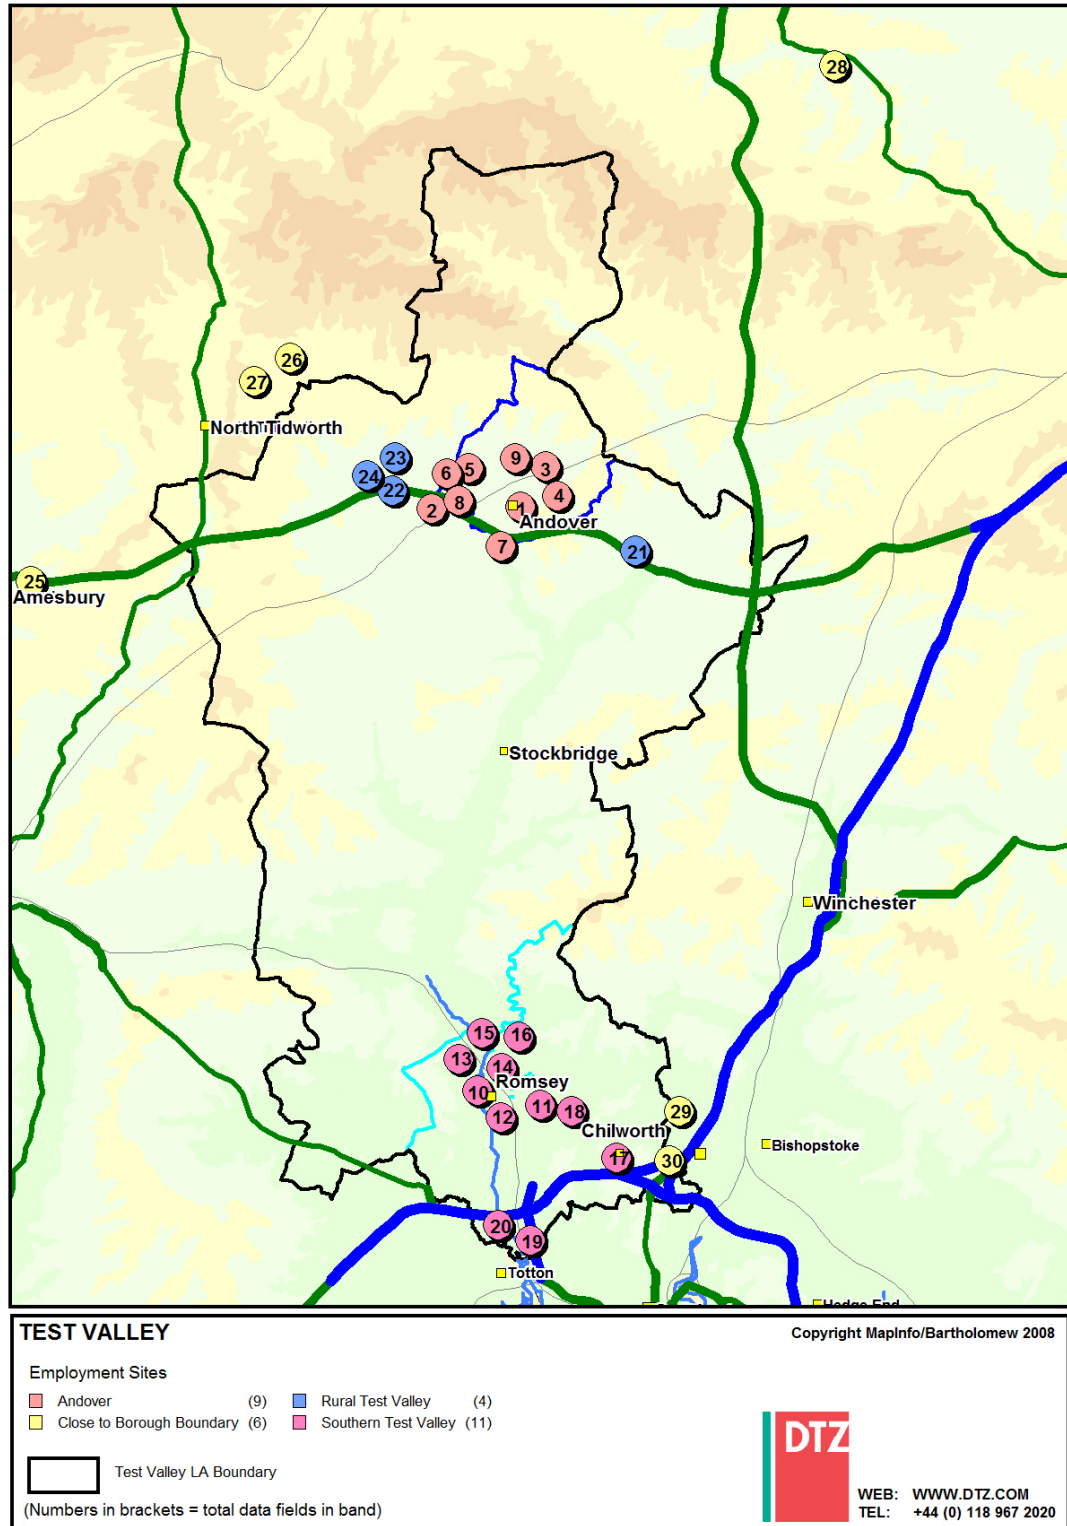 28
26
27
North Tidworth
23
9
24
6
5
3
22
8
4
2
1
Andover
7
21
25
Amesbury
Stockbridge
Winchester
15
16
13
14
Romsey
10
11
18
29
12
Chilworth
Bishopstoke
17
30
20
19
Totton
Hedge End
TEST VALLEY
Copyright MapInfo/Bartholomew 2008
Employment Sites
Andover (9) Rural Test Valley (4)
Close to Borough Boundary (6) Southern Test Valley (11)
Test Valley LA Boundary
DTZ
(Numbers in brackets = total data fields in band)
WEB: WWW.DTZ.COM
TEL: +44 (0) 118 967 2020